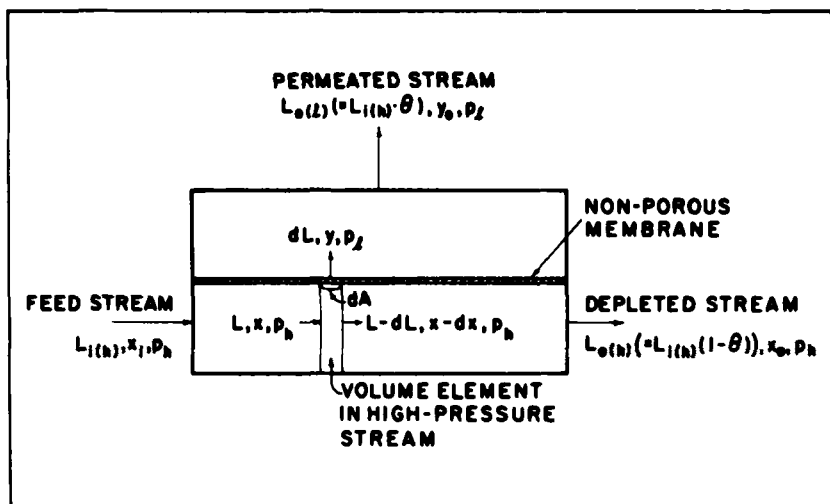 PERMEATED STREAM
Lo(l) (=Li(h)·θ), yo, pl
NON-POROUS
MEMBRANE
dL, y, pl
dA
FEED STREAM
Li(h), xi, ph
L, x, ph
L-dL, x-dx, ph
DEPLETED STREAM
Lo(h) (=Li(h)(1-θ)), xo, ph
VOLUME ELEMENT
IN HIGH-PRESSURE
STREAM